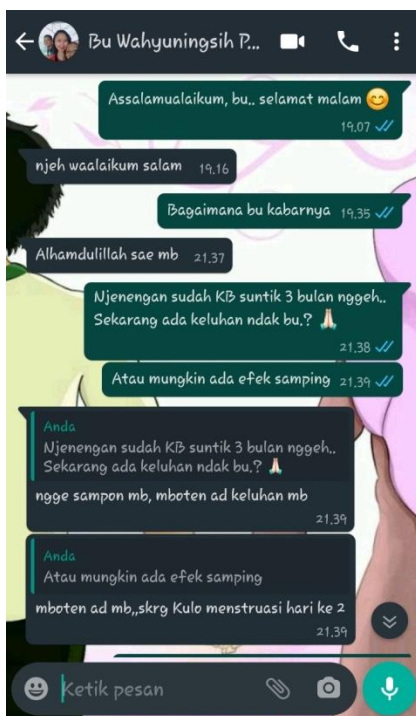 Bu Wahyuningsih P...
Assalamualaikum, bu.. selamat malam 😊
19.07
njeh waalaikum salam 19.16
Bagaimana bu kabarnya 19.35
Alhamdulillah sae mb 21.37
Njenengan sudah KB suntik 3 bulan nggeh..
Sekarang ada keluhan ndak bu.? 🙏🏻
21.38
Atau mungkin ada efek samping 21.39
Anda
Njenengan sudah KB suntik 3 bulan nggeh..
Sekarang ada keluhan ndak bu.? 🙏🏻
ngge sampon mb, mboten ad keluhan mb
21.39
Anda
Atau mungkin ada efek samping
mboten ad mb,,skrg Kulo menstruasi hari ke 2
21.39
Ketik pesan